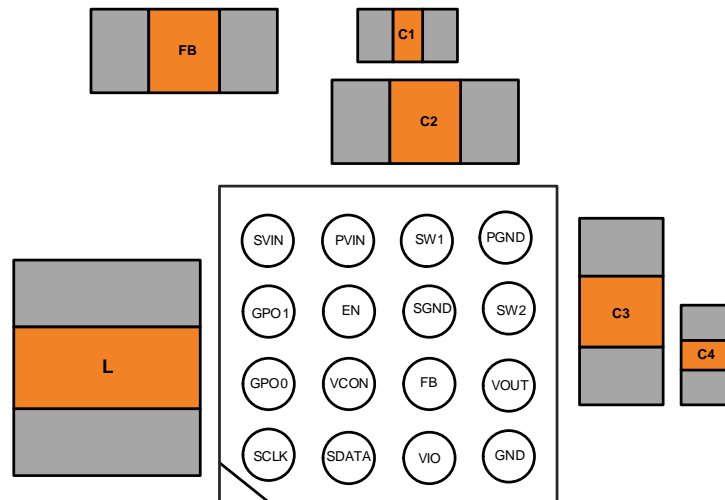 FB
C1
C2
SVIN PVIN SW1 PGND
GPO1 EN SGND SW2
C3
L
GPO0 VCON FB VOUT
C4
SCLK SDATA VIO GND